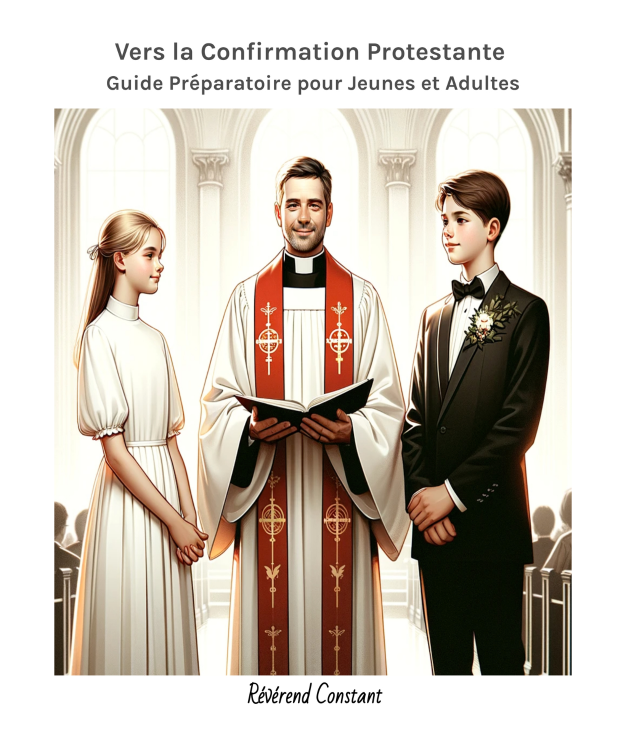 Vers la Confirmation Protestante
Guide Préparatoire pour Jeunes et Adultes
Révérend Constant